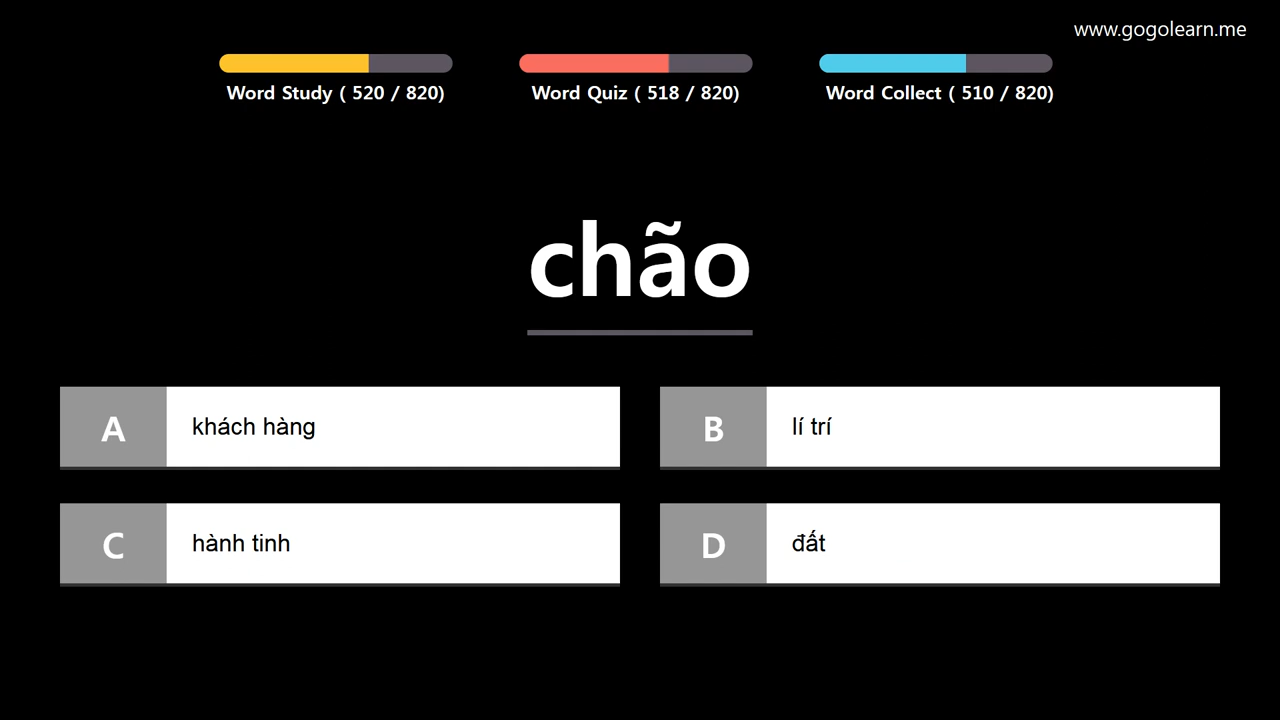 www.gogolearn.me
Word Study ( 520 / 820)
Word Quiz ( 518 / 820)
Word Collect ( 510 / 820)
chão
A khách hàng
B lí trí
C hành tinh
D đất